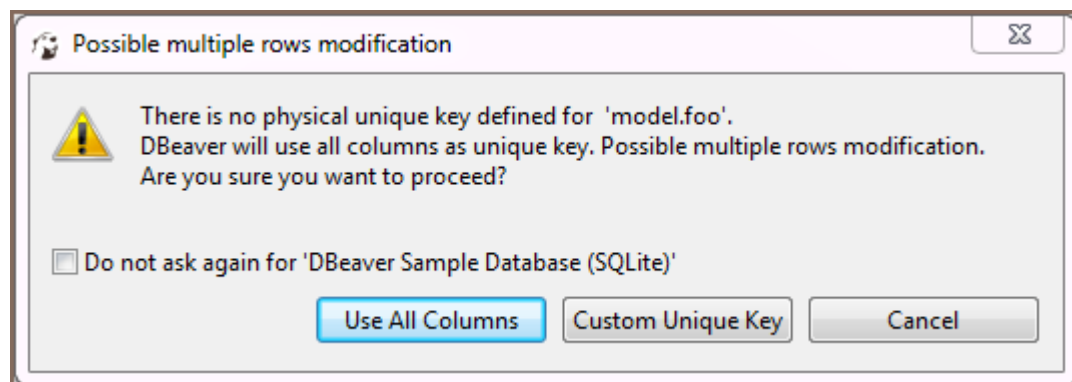 Possible multiple rows modification
There is no physical unique key defined for 'model.foo'.
DBeaver will use all columns as unique key. Possible multiple rows modification.
Are you sure you want to proceed?
Do not ask again for 'DBeaver Sample Database (SQLite)'
Use All Columns Custom Unique Key Cancel